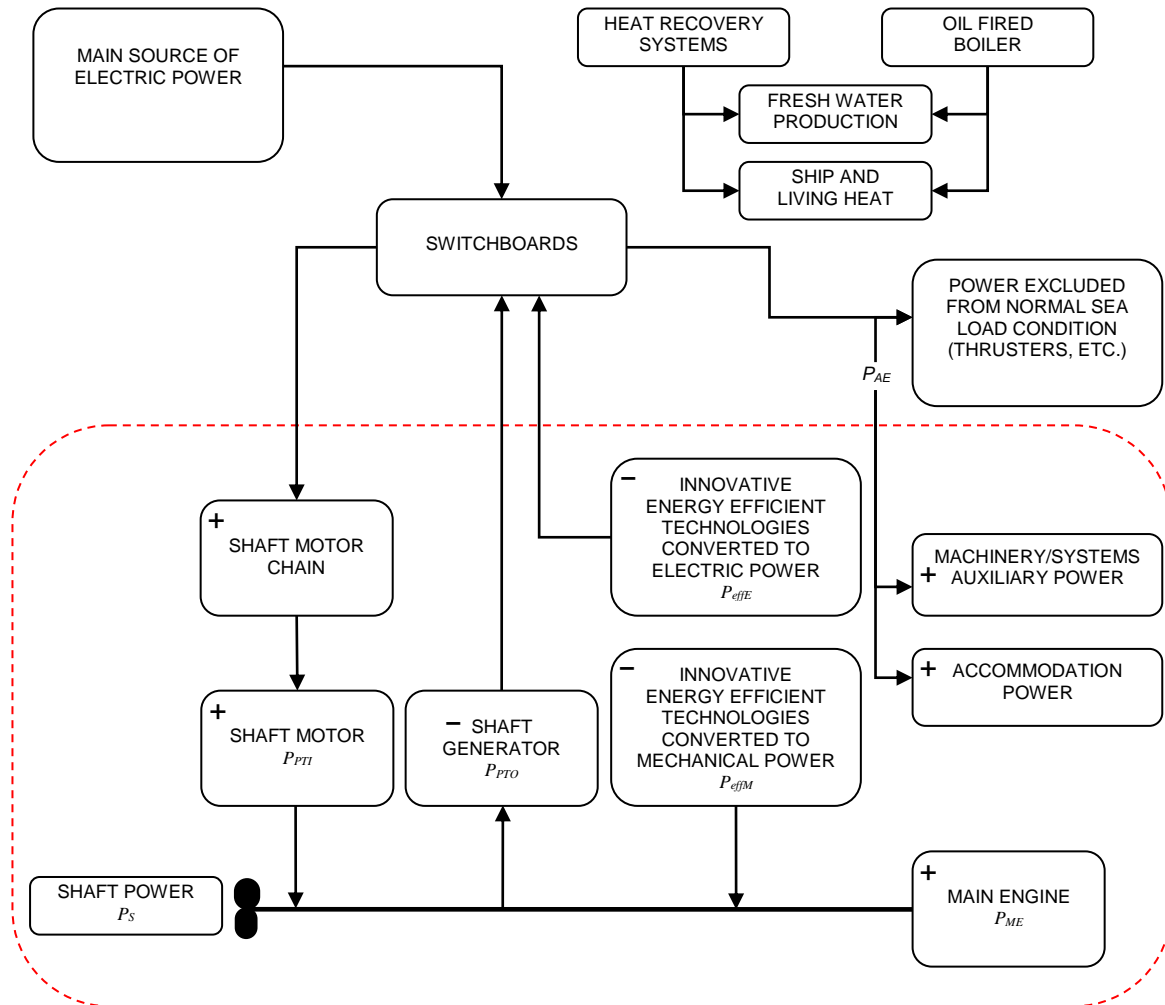 MAIN SOURCE OF
ELECTRIC POWER
HEAT RECOVERY
SYSTEMS
OIL FIRED
BOILER
FRESH WATER
PRODUCTION
SHIP AND
LIVING HEAT
SWITCHBOARDS
POWER EXCLUDED
FROM NORMAL SEA
LOAD CONDITION
(THRUSTERS, ETC.)
PAE
+
SHAFT MOTOR
CHAIN
−
INNOVATIVE
ENERGY EFFICIENT
TECHNOLOGIES
CONVERTED TO
ELECTRIC POWER
PeffE
+ MACHINERY/SYSTEMS
AUXILIARY POWER
+ ACCOMMODATION
POWER
+
SHAFT MOTOR
PPTI
− SHAFT
GENERATOR
PPTO
−
INNOVATIVE
ENERGY EFFICIENT
TECHNOLOGIES
CONVERTED TO
MECHANICAL POWER
PeffM
SHAFT POWER
PS
+
MAIN ENGINE
PME